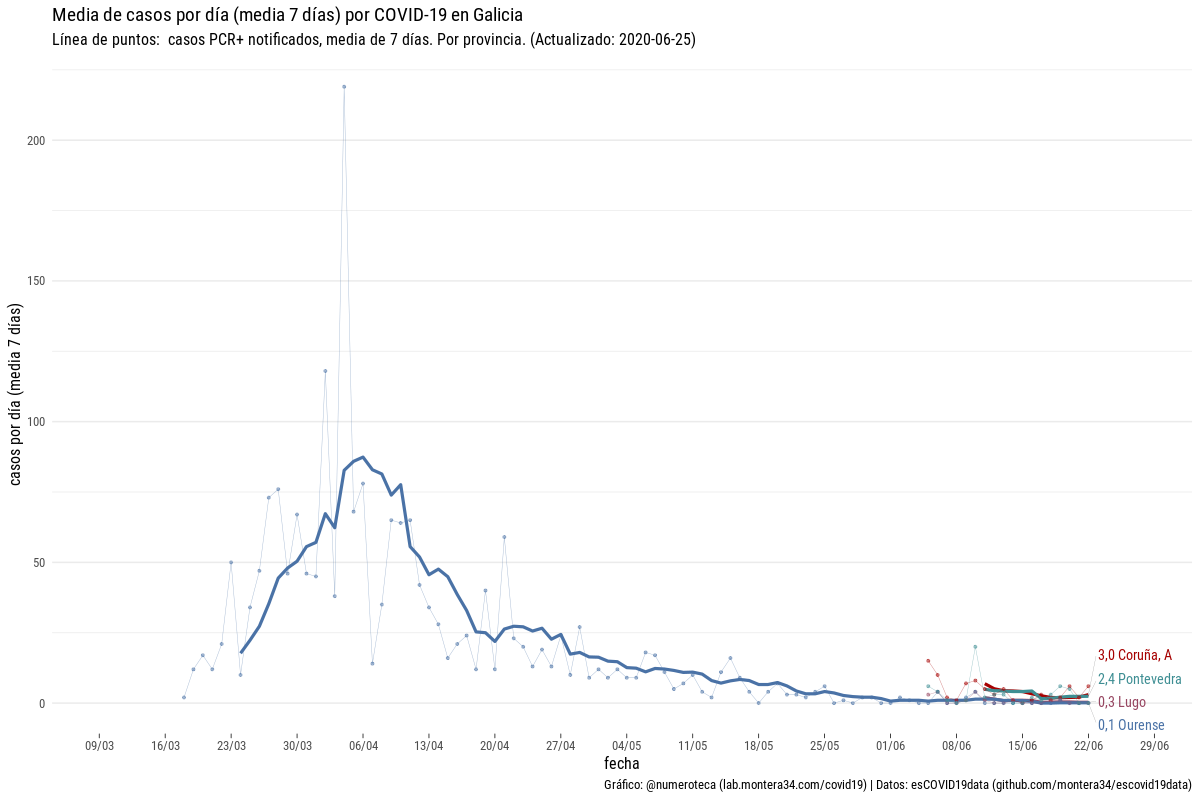 Media de casos por día (media 7 días) por COVID-19 en Galicia
Línea de puntos:  casos PCR+ notificados, media de 7 días. Por provincia. (Actualizado: 2020-06-25)
casos por día (media 7 días)
200
150
100
50
0
3,0 Coruña, A
2,4 Pontevedra
0,3 Lugo
0,1 Ourense
09/03 16/03 23/03 30/03 06/04 13/04 20/04 27/04 04/05 11/05 18/05 25/05 01/06 08/06 15/06 22/06 29/06
fecha
Gráfico: @numeroteca (lab.montera34.com/covid19) | Datos: esCOVID19data (github.com/montera34/escovid19data)